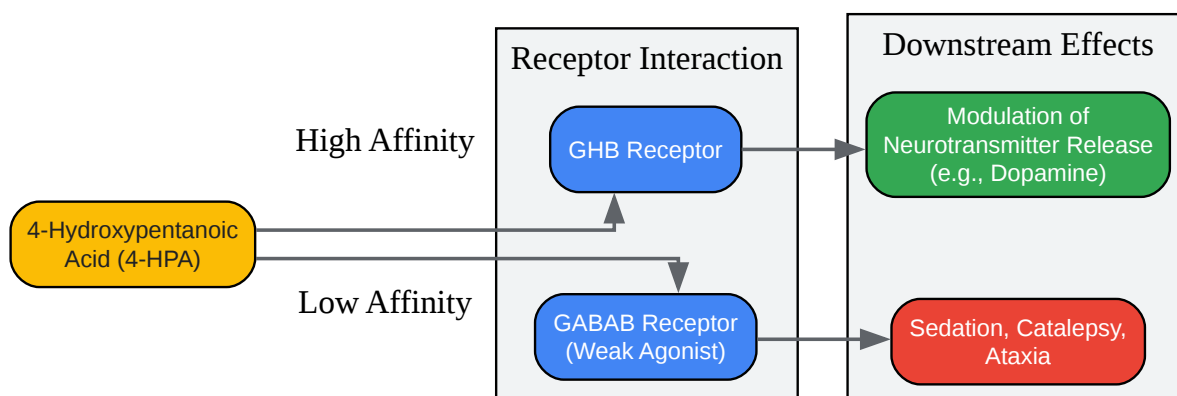 Receptor Interaction
Downstream Effects
High Affinity
GHB Receptor
Modulation of
Neurotransmitter Release
(e.g., Dopamine)
4-Hydroxypentanoic
Acid (4-HPA)
Low Affinity
GABAB Receptor
(Weak Agonist)
Sedation, Catalepsy,
Ataxia